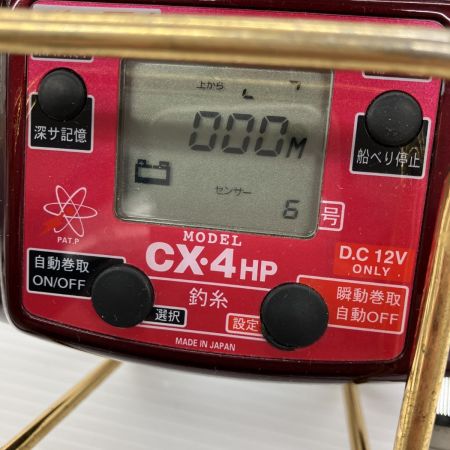 上から
000M
センサー
6
号
深サ記憶
船べり停止
PAT.P
MODEL
CX・4HP
D.C 12V
ONLY
自動巻取
ON/OFF
選択
釣糸
設定
瞬動巻取
自動OFF
MADE IN JAPAN